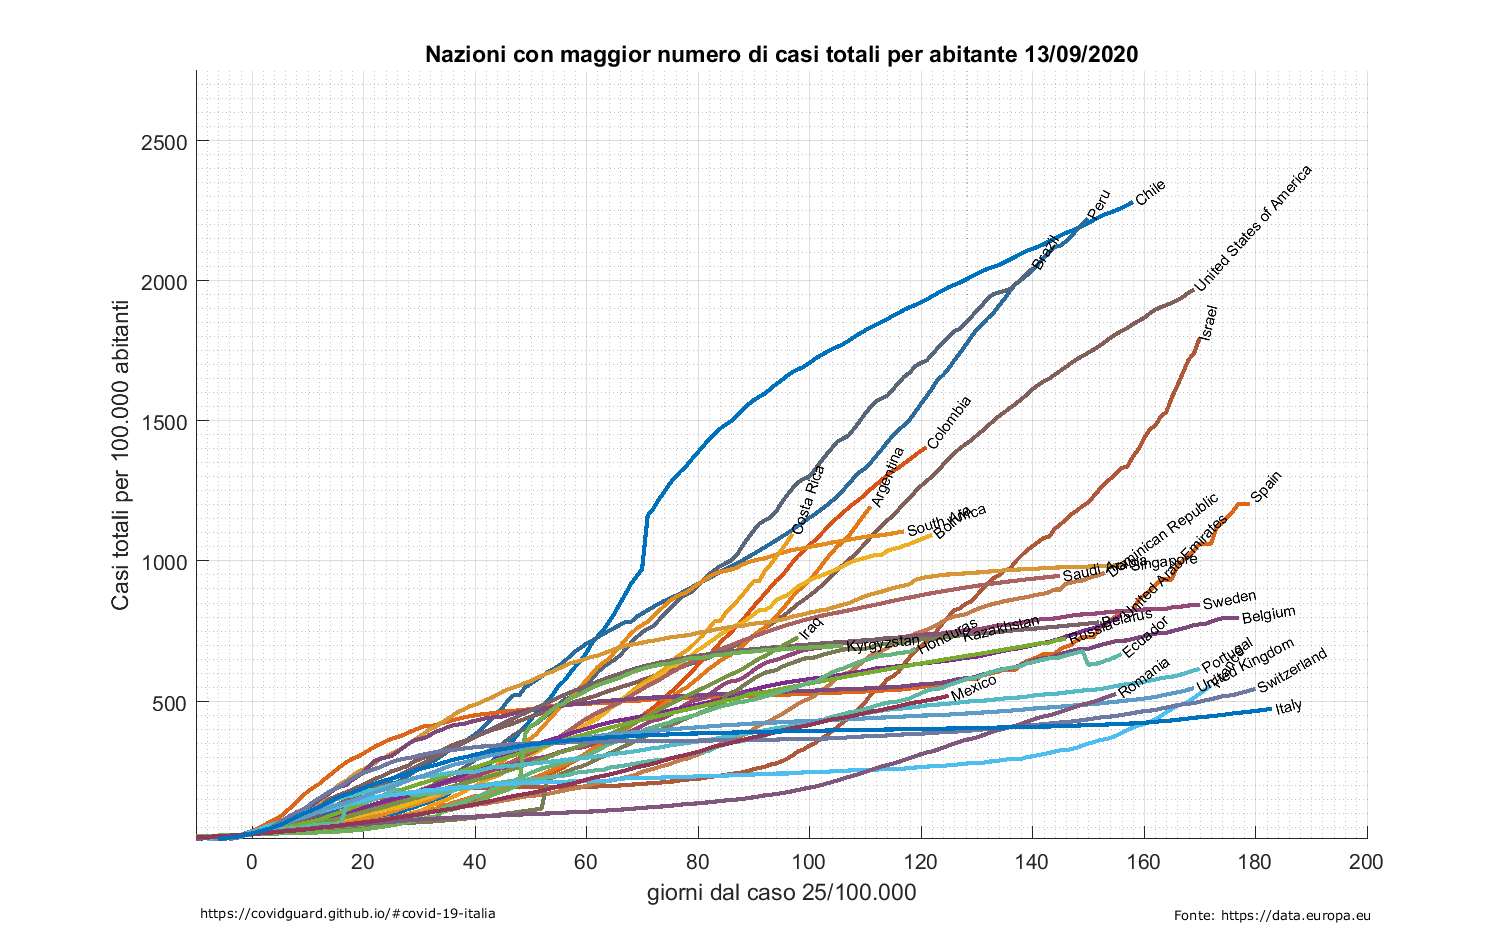 Nazioni con maggior numero di casi totali per abitante 13/09/2020
Casi totali per 100.000 abitanti
2500
2000
1500
1000
500
Peru
Chile
Brazil
United States of America
Israel
Colombia
Argentina
Costa Rica
Spain
South Africa
Bolivia
Dominican Republic
Saudi Arabia
Singapore
United Arab Emirates
Sweden
Belgium
Belarus
Kazakhstan
Russia
Iraq
Kyrgyzstan
Honduras
Ecuador
Portugal
United Kingdom
Switzerland
Romania
Mexico
Italy
0 20 40 60 80 100 120 140 160 180 200
giorni dal caso 25/100.000
https://covidguard.github.io/#covid-19-italia
Fonte: https://data.europa.eu